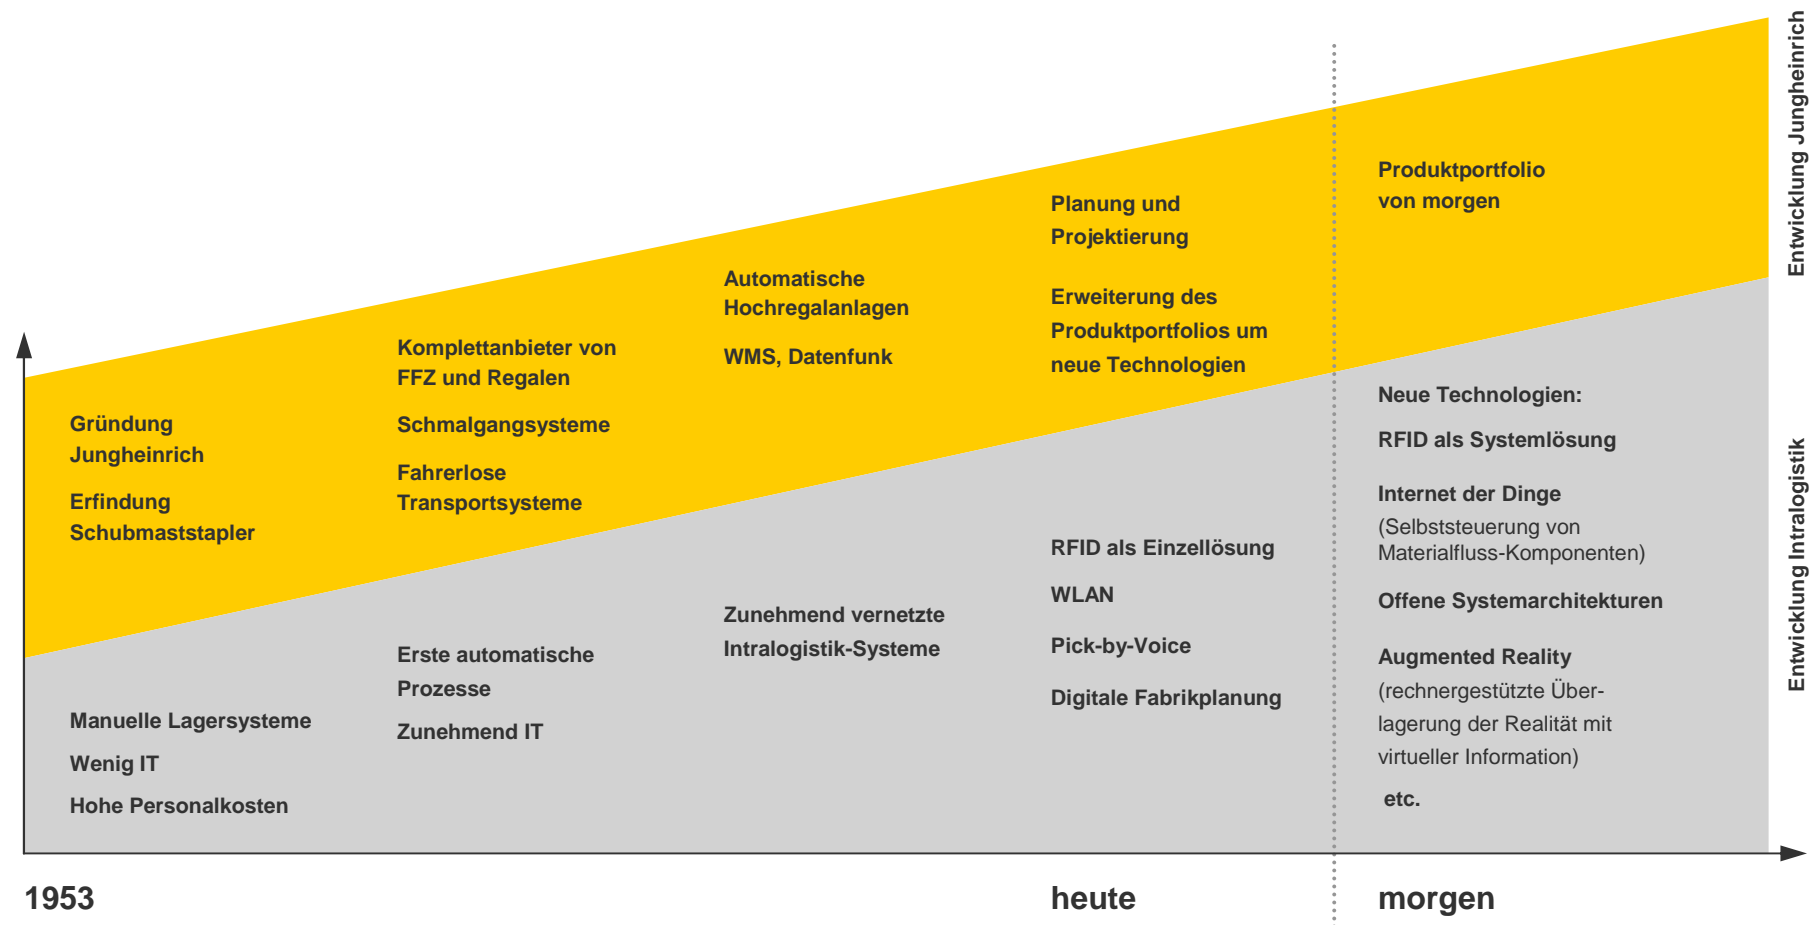 Gründung
Jungheinrich
Erfindung
Schubmaststapler
Komplettanbieter von
FFZ und Regalen
Schmalgangsysteme
Fahrerlose
Transportsysteme
Automatische
Hochregalanlagen
WMS, Datenfunk
Planung und
Projektierung
Erweiterung des
Produktportfolios um
neue Technologien
Produktportfolio
von morgen
Entwicklung Jungheinrich
Manuelle Lagersysteme
Wenig IT
Hohe Personalkosten
Erste automatische
Prozesse
Zunehmend IT
Zunehmend vernetzte
Intralogistik-Systeme
RFID als Einzellösung
WLAN
Pick-by-Voice
Digitale Fabrikplanung
Neue Technologien:
RFID als Systemlösung
Internet der Dinge
(Selbststeuerung von
Materialfluss-Komponenten)
Offene Systemarchitekturen
Augmented Reality
(rechnergestützte Über-
lagerung der Realität mit
virtueller Information)
etc.
Entwicklung Intralogistik
1953
heute
morgen